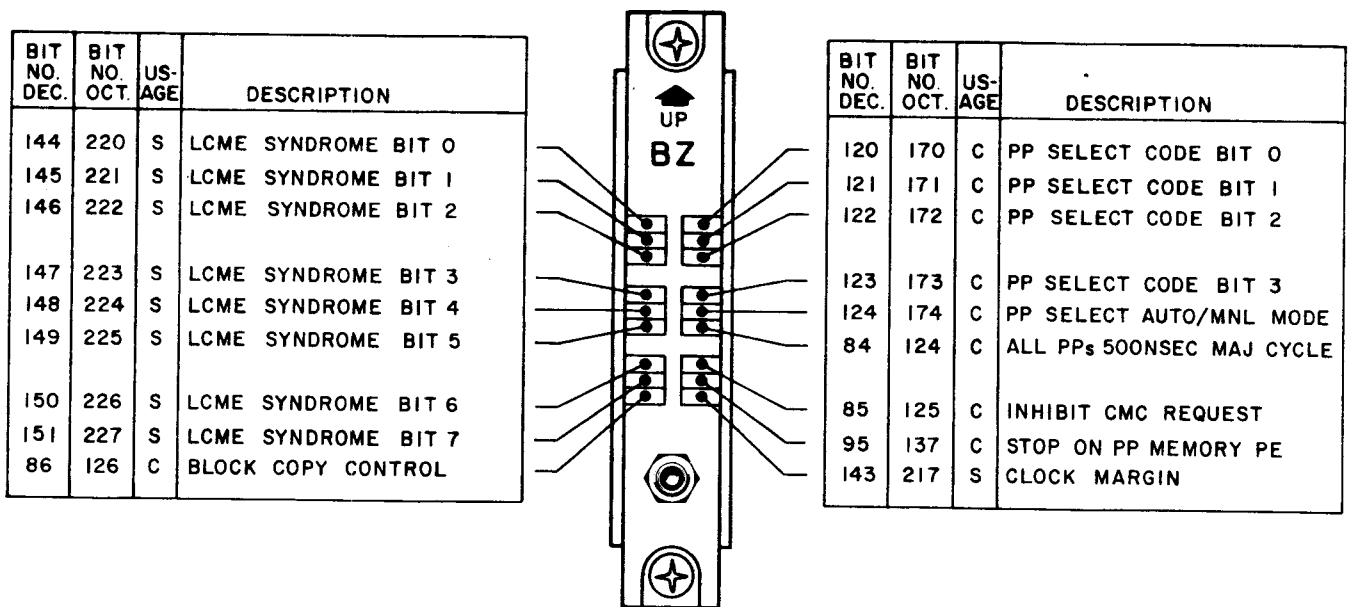 BIT NO. DEC. BIT NO. OCT. US-AGE DESCRIPTION
144 220 S LCME SYNDROME BIT 0
145 221 S LCME SYNDROME BIT 1
146 222 S LCME SYNDROME BIT 2
147 223 S LCME SYNDROME BIT 3
148 224 S LCME SYNDROME BIT 4
149 225 S LCME SYNDROME BIT 5
150 226 S LCME SYNDROME BIT 6
151 227 S LCME SYNDROME BIT 7
86 126 C BLOCK COPY CONTROL
UP
BZ
BIT NO. DEC. BIT NO. OCT. US-AGE DESCRIPTION
120 170 C PP SELECT CODE BIT 0
121 171 C PP SELECT CODE BIT 1
122 172 C PP SELECT CODE BIT 2
123 173 C PP SELECT CODE BIT 3
124 174 C PP SELECT AUTO/MNL MODE
84 124 C ALL PPs 500NSEC MAJ CYCLE
85 125 C INHIBIT CMC REQUEST
95 137 C STOP ON PP MEMORY PE
143 217 S CLOCK MARGIN